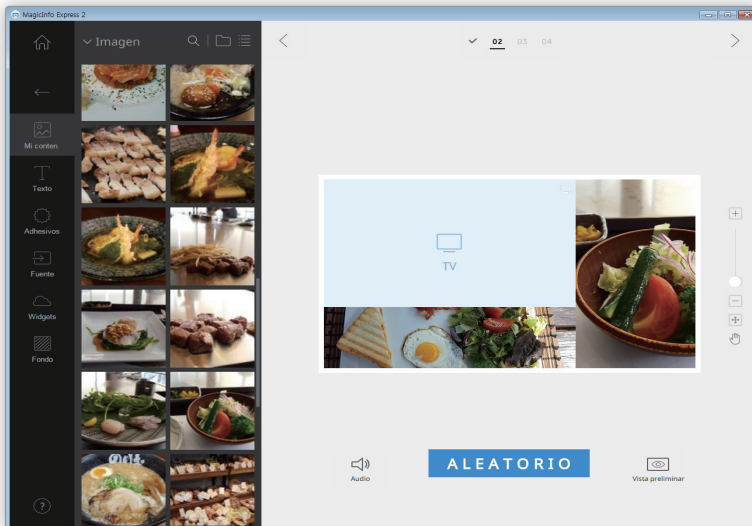 MagicInfo Express 2
Imagen
02 03 04
Mi conten.
Texto
Adhesivos
Fuente
Widgets
Fondo
?
TV
Audio
ALEATORIO
Vista preliminar